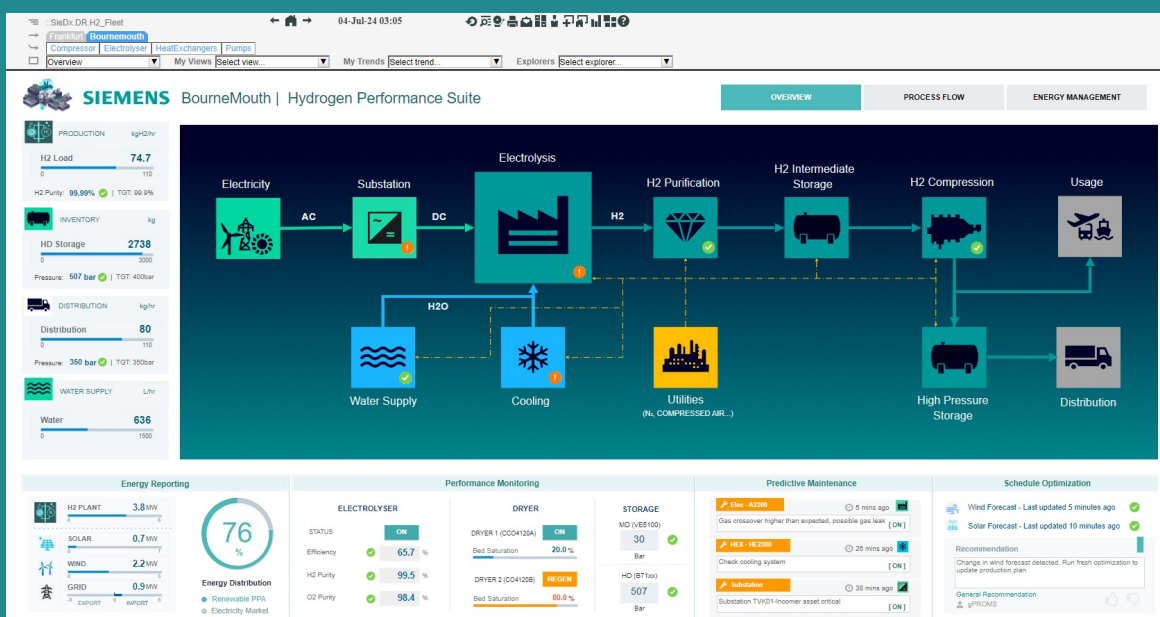 ::SieDx.DR.H2_Fleet
04-Jul-24 03:05
Frankfurt Bournemouth
Compressor Electrolyser HeatExchangers Pumps
Overview My Views Select view... My Trends Select trend... Explorers Select explorer...
SIEMENS BourneMouth | Hydrogen Performance Suite
OVERVIEW PROCESS FLOW ENERGY MANAGEMENT
PRODUCTION kgH2/hr
H2 Load 74.7
0 110
H2 Purity: 99.99% | TGT: 99.9%
INVENTORY kg
HD Storage 2738
0 3000
Pressure: 507 bar | TGT: 400bar
DISTRIBUTION kg/hr
Distribution 80
0 110
Pressure: 350 bar | TGT: 350bar
WATER SUPPLY L/hr
Water 636
0 1500
Electricity
Substation
Electrolysis
H2 Purification
H2 Intermediate
Storage
H2 Compression
Usage
AC
DC
H2
H2O
Water Supply
Cooling
Utilities
(N₂, COMPRESSED AIR...)
High Pressure
Storage
Distribution
Energy Reporting
H2 PLANT 3.8 MW
0 5
SOLAR 0.7 MW
0 7
WIND 2.2 MW
0 5
GRID 0.9 MW
-5 EXPORT 0 IMPORT 5
76
%
Energy Distribution
Renewable PPA
Electricity Market
Performance Monitoring
ELECTROLYSER
STATUS ON
Efficiency 65.7 %
H2 Purity 99.5 %
O2 Purity 98.4 %
DRYER
DRYER 1 (CCO4120A) ON
Bed Saturation 20.0 %
DRYER 2 (CO4120B) REGEN
Bed Saturation 80.0 %
STORAGE
MD (VE5100)
30
Bar
HD (B71xx)
507
Bar
Predictive Maintenance
Elec - A2300 5 mins ago
Gas crossover higher than expected, possible gas leak [ ON ]
HEX - HE2300 26 mins ago
Check cooling system
[ ON ]
Substation 38 mins ago
Substation TVK01-Incomer asset critical
[ ON ]
Schedule Optimization
Wind Forecast - Last updated 5 minutes ago
Solar Forecast - Last updated 10 minutes ago
Recommendation
Change in wind forecast detected. Run fresh optimization to
update production plan
General Recommendation
gPROMS